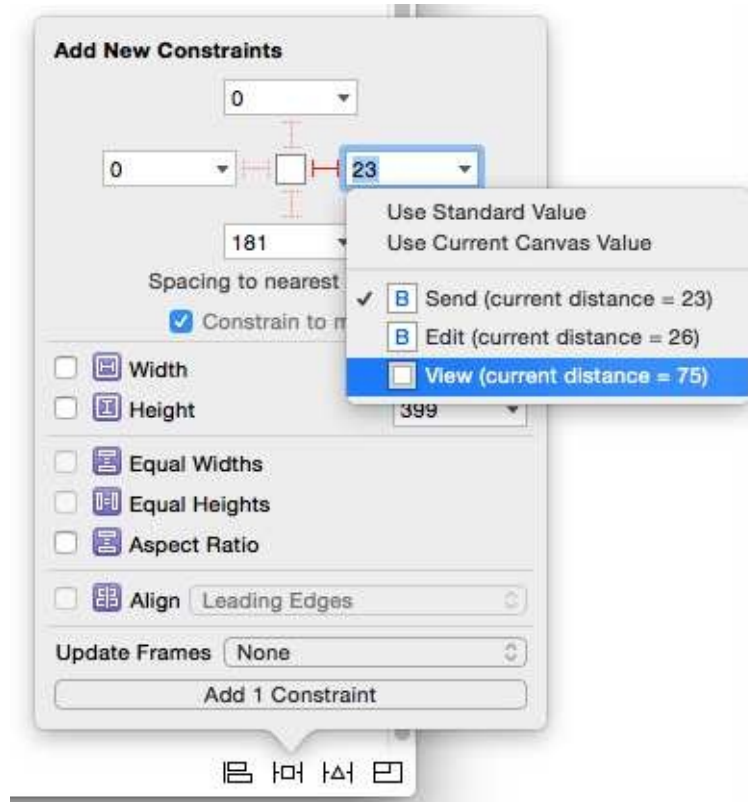 Add New Constraints
0
0
23
181
Use Standard Value
Use Current Canvas Value
Spacing to nearest
✓ B Send (current distance = 23)
Constrain to m
B Edit (current distance = 26)
Width
View (current distance = 75)
Height
399
Equal Widths
Equal Heights
Aspect Ratio
Align Leading Edges
Update Frames None
Add 1 Constraint